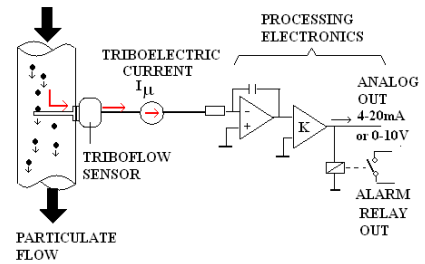 PROCESSING
ELECTRONICS
TRIBOELECTRIC
CURRENT
Iμ
ANALOG
OUT
4-20mA
or 0-10V
-
+
K
TRIBOFLOW
SENSOR
ALARM
RELAY
OUT
PARTICULATE
FLOW